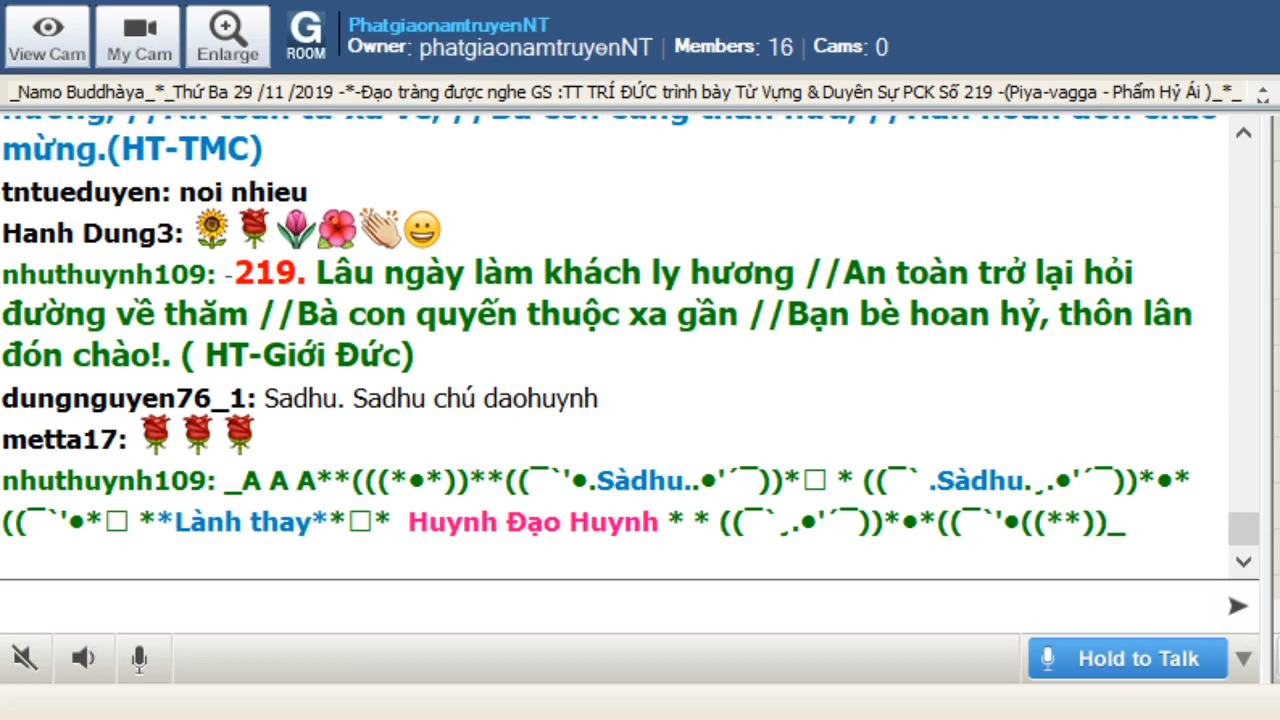 View Cam
My Cam
Enlarge
G ROOM
PhatgiaonamtruyenNT
Owner: phatgiaonamtruyenNT | Members: 16 | Cams: 0
_Namo Buddhàya_*_Thứ Ba 29 /11 /2019 -*-Đạo tràng được nghe GS :TT TRÍ ĐỨC trình bày Từ Vựng & Duyên Sự PCK Số 219 -(Piya-vagga - Phẩm Hỷ Ái )_*_
mừng.(HT-TMC)
tntueduyen: noi nhieu
Hanh Dung3: 🌻🌹🌷🌺👏😀
nhuthuynh109: -219. Lâu ngày làm khách ly hương //An toàn trở lại hỏi
đường về thăm //Bà con quyến thuộc xa gần //Bạn bè hoan hỷ, thôn lân
đón chào!. ( HT-Giới Đức)
dungnguyen76_1: Sadhu. Sadhu chú daohuynh
metta17: 🌹🌹🌹
nhuthuynh109: _A A A**(((*•*))**((¯`'•.Sàdhu..•'´¯))*□ * ((¯` .Sàdhu.¸.•'´¯))*•*
((¯`'•*□ **Lành thay**□* Huynh Đạo Huynh * * ((¯`¸.•'´¯))*•*((¯`'•((**))_
Hold to Talk